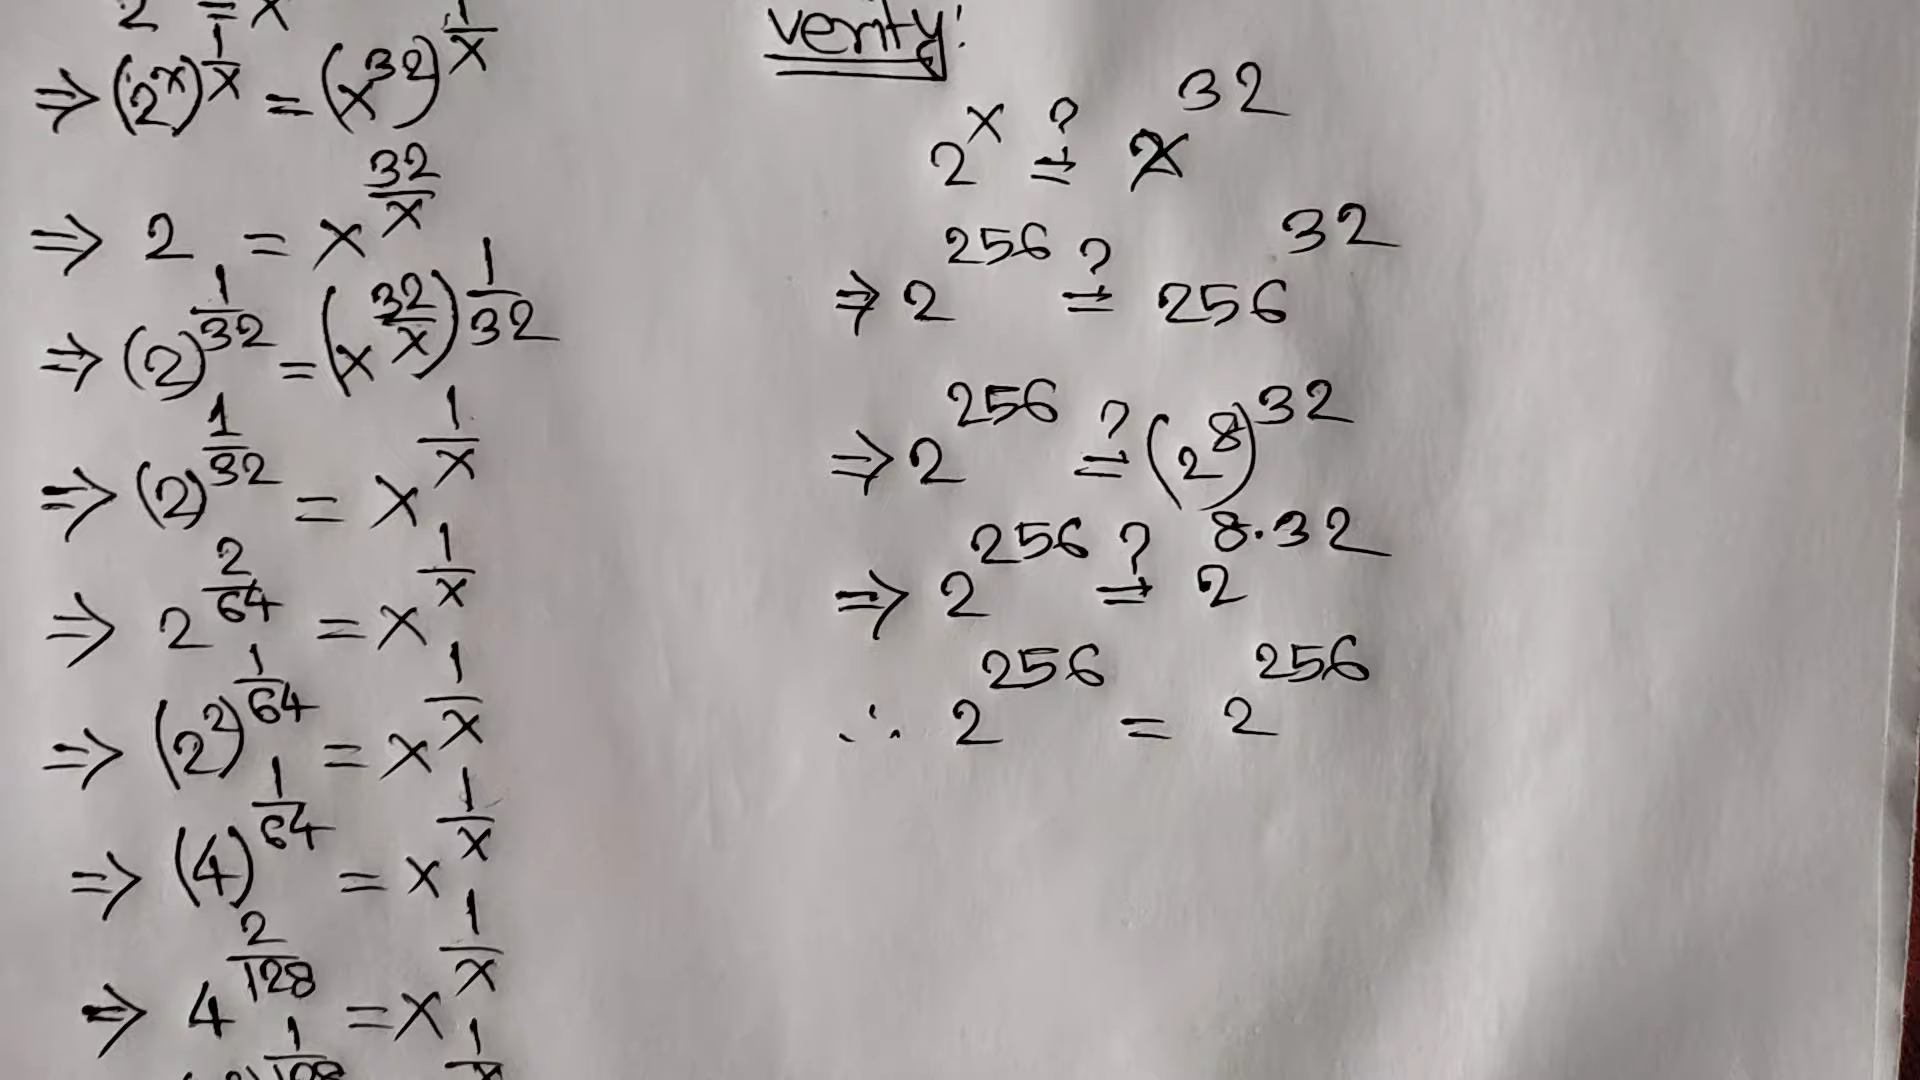 2 = x
⇒ (2^x)^(1/x) = (x^32)^(1/x)
⇒ 2 = x^(32/x)
⇒ (2)^(1/32) = (x^(32/x))^(1/32)
⇒ (2)^(1/32) = x^(1/x)
⇒ 2^(2/64) = x^(1/x)
⇒ (2^2)^(1/64) = x^(1/x)
⇒ (4)^(1/64) = x^(1/x)
⇒ 4^(2/128) = x^(1/x)
verify:
2^x ?= x^32
⇒ 2^256 ?= 256^32
⇒ 2^256 ?= (2^8)^32
⇒ 2^256 ?= 2^(8·32)
∴ 2^256 = 2^256